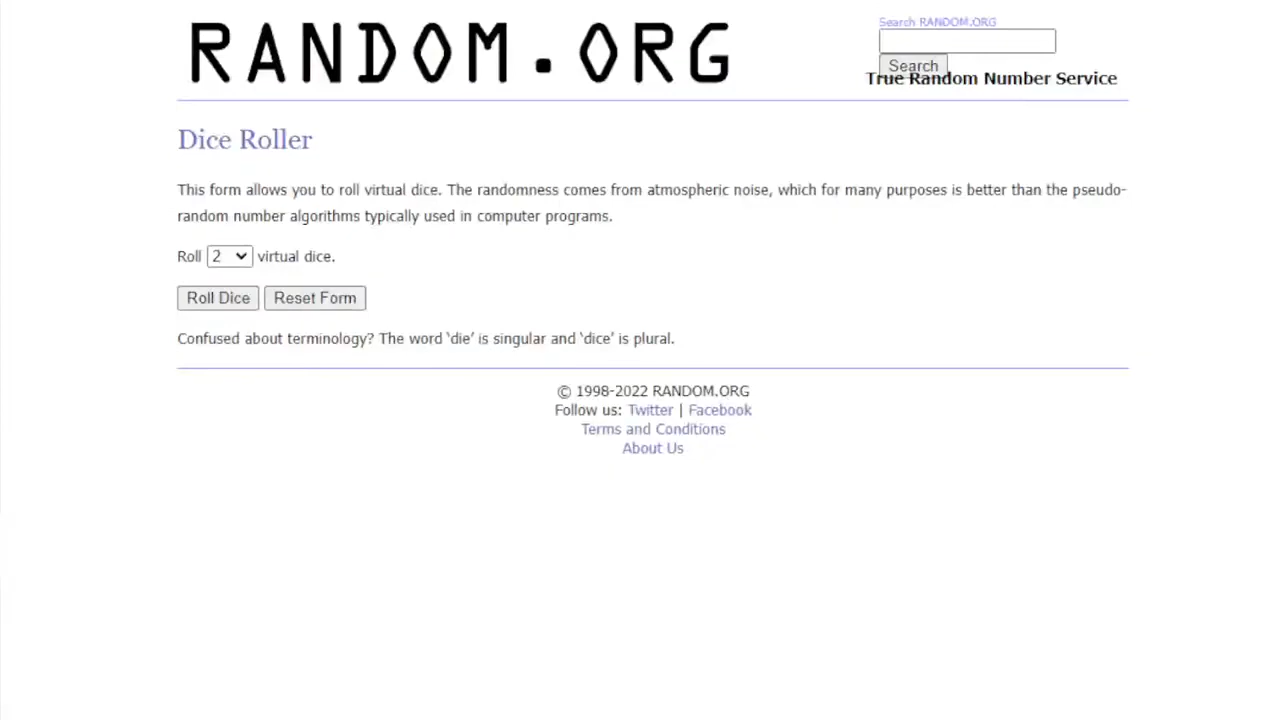 RANDOM.ORG
Search RANDOM.ORG
Search
True Random Number Service
Dice Roller
This form allows you to roll virtual dice. The randomness comes from atmospheric noise, which for many purposes is better than the pseudo-
random number algorithms typically used in computer programs.
Roll 2 virtual dice.
Roll Dice Reset Form
Confused about terminology? The word ‘die’ is singular and ‘dice’ is plural.
© 1998-2022 RANDOM.ORG
Follow us: Twitter | Facebook
Terms and Conditions
About Us